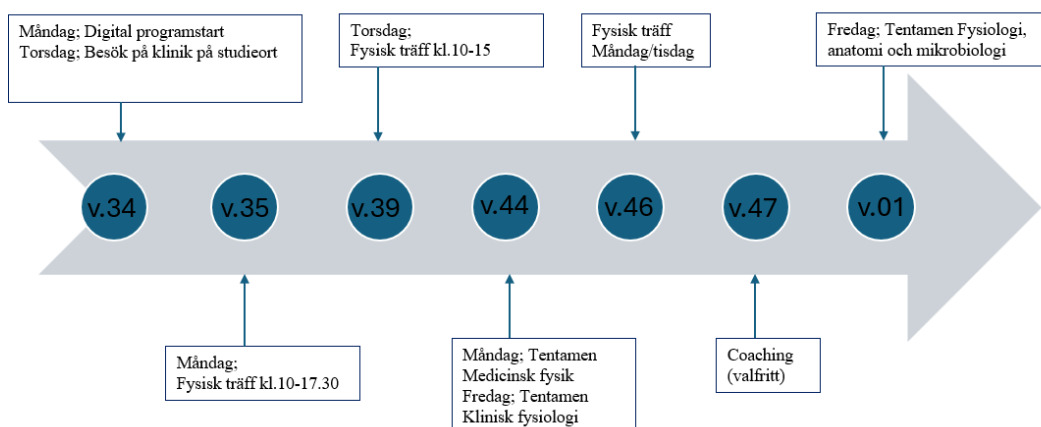 Måndag; Digital programstart
Torsdag; Besök på klinik på studieort
Torsdag;
Fysisk träff kl.10-15
Fysisk träff
Måndag/tisdag
Fredag; Tentamen Fysiologi,
anatomi och mikrobiologi
v.34
v.35
v.39
v.44
v.46
v.47
v.01
Måndag;
Fysisk träff kl.10-17.30
Måndag; Tentamen
Medicinsk fysik
Fredag; Tentamen
Klinisk fysiologi
Coaching
(valfritt)